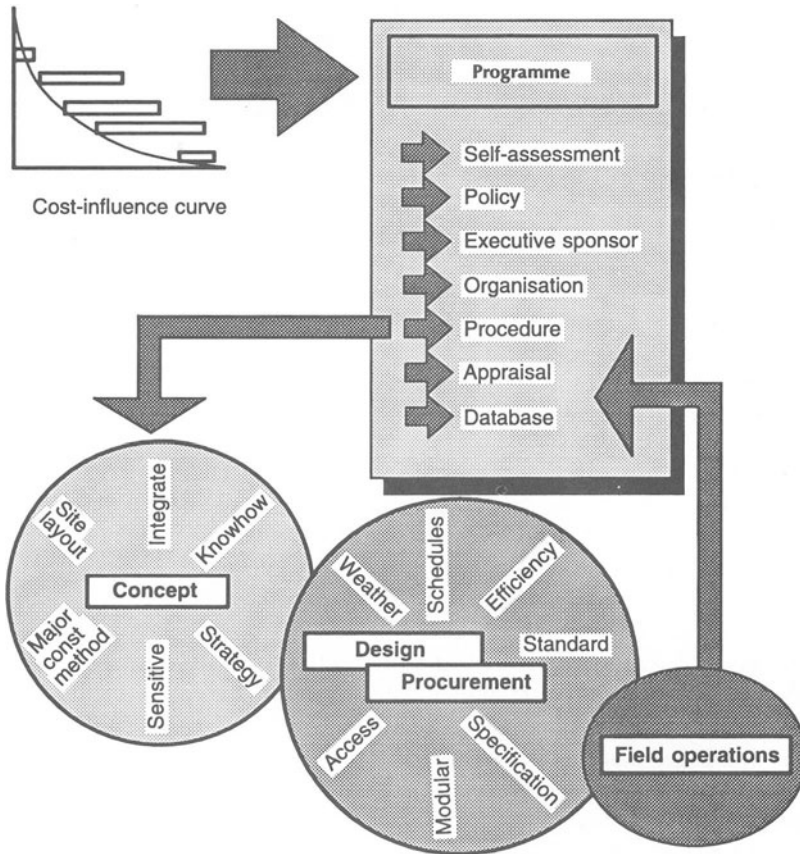 Programme
Cost-influence curve
Self-assessment
Policy
Executive sponsor
Organisation
Procedure
Appraisal
Database
Site
layout
Integrate
Knowhow
Concept
Major
const
method
Sensitive
Strategy
Weather
Schedules
Efficiency
Standard
Design
Procurement
Access
Modular
Specification
Field operations